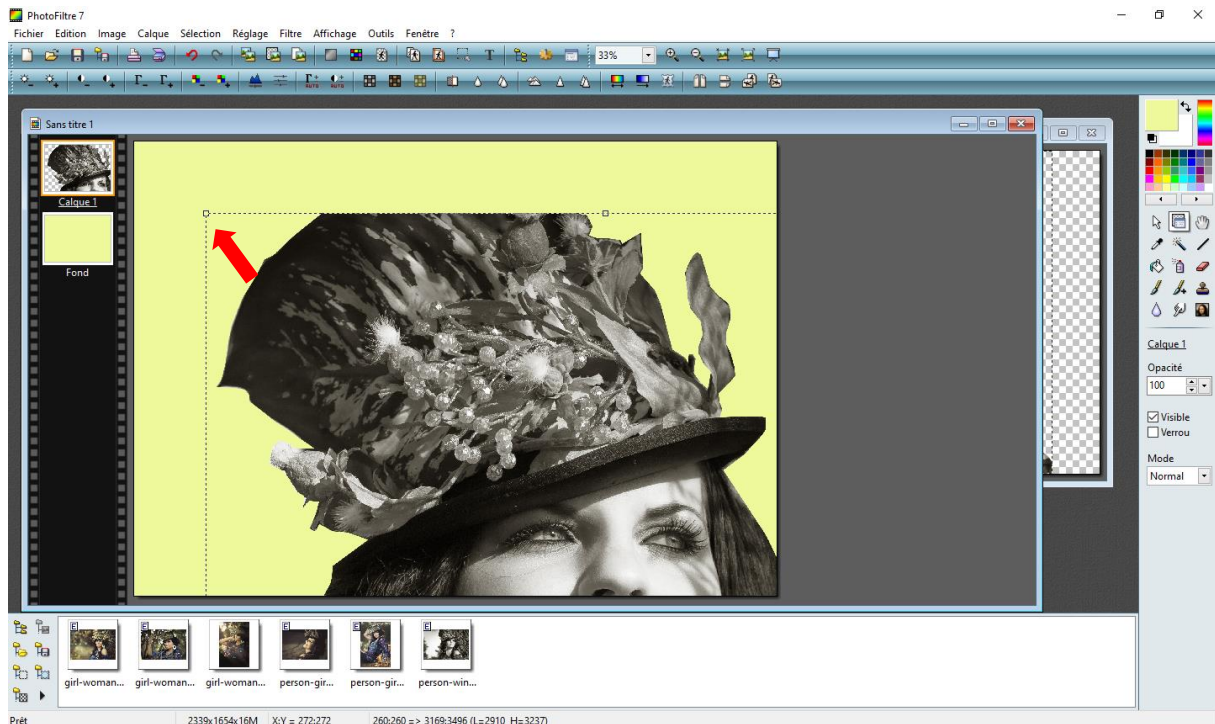 PhotoFiltre 7
Fichier Edition Image Calque Sélection Réglage Filtre Affichage Outils Fenêtre ?
T 33%
AUTO AUTO
Sans titre 1
Calque 1
Fond
Calque 1
Opacité
100
Visible
Verrou
Mode
Normal
E E E E E E
girl-woman... girl-woman... girl-woman... person-gir... person-gir... person-win...
Prêt 2339x1654x16M X:Y = 272:272 260:260 => 3169:3496 (L=2910 H=3237)